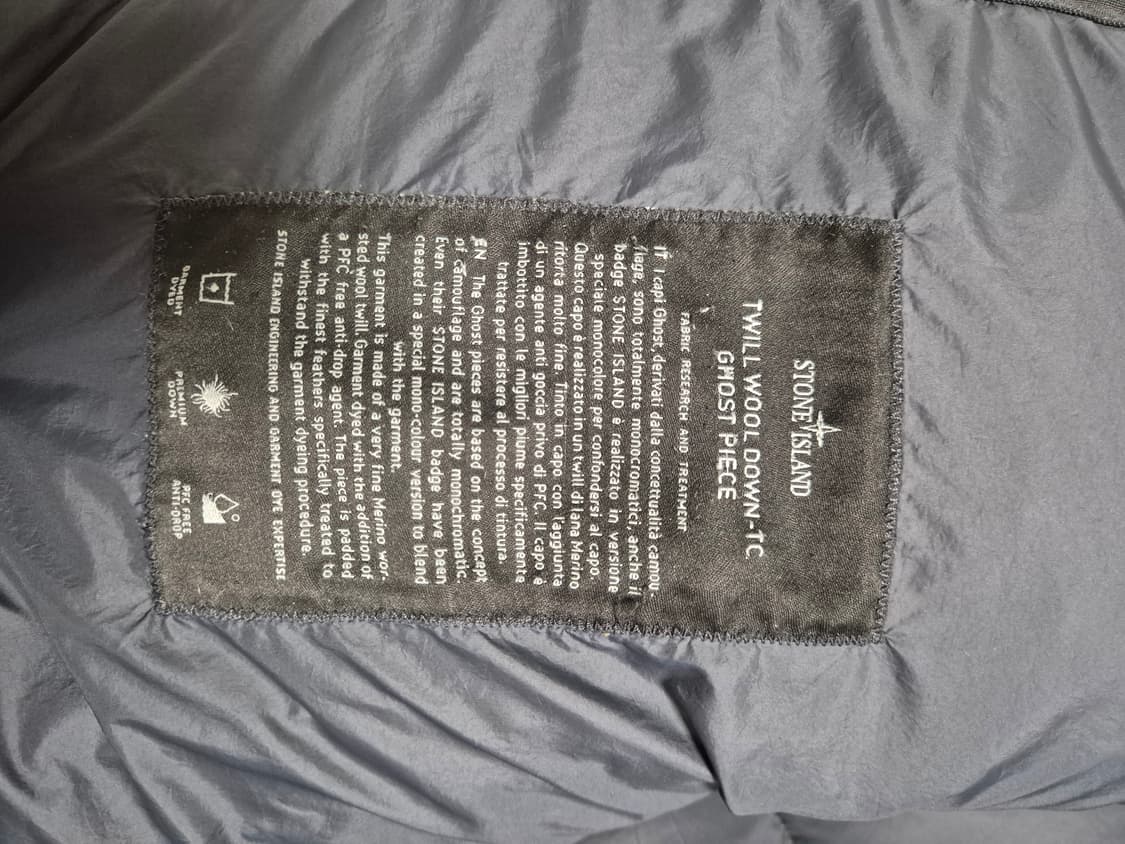 STONE ISLAND
TWILL WOOL DOWN-TC
GHOST PIECE
FABRIC RESEARCH AND TREATMENT
IT I capi Ghost, derivati dalla concettualità camou-
flage, sono totalmente monocromatici, anche il
badge STONE ISLAND è realizzato in versione
speciale monocolore per confondersi al capo.
Questo capo è realizzato in un twill di lana Merino
ritorta molto fine. Tinto in capo con l'aggiunta
di un agente anti goccia privo di PFC. Il capo è
imbottito con le migliori piume specificamente
trattate per resistere al processo di tintura.
EN The Ghost pieces are based on the concept
of camouflage and are totally monochromatic.
Even their STONE ISLAND badge have been
created in a special mono-colour version to blend
with the garment.
This garment is made of a very fine Merino wor-
sted wool twill. Garment dyed with the addition of
a PFC free anti-drop agent. The piece is padded
with the finest feathers specifically treated to
withstand the garment dyeing procedure.
STONE ISLAND ENGINEERING AND GARMENT DYE EXPERTISE
GARMENT
DYED
PREMIUM
DOWN
PFC FREE
ANTI-DROP